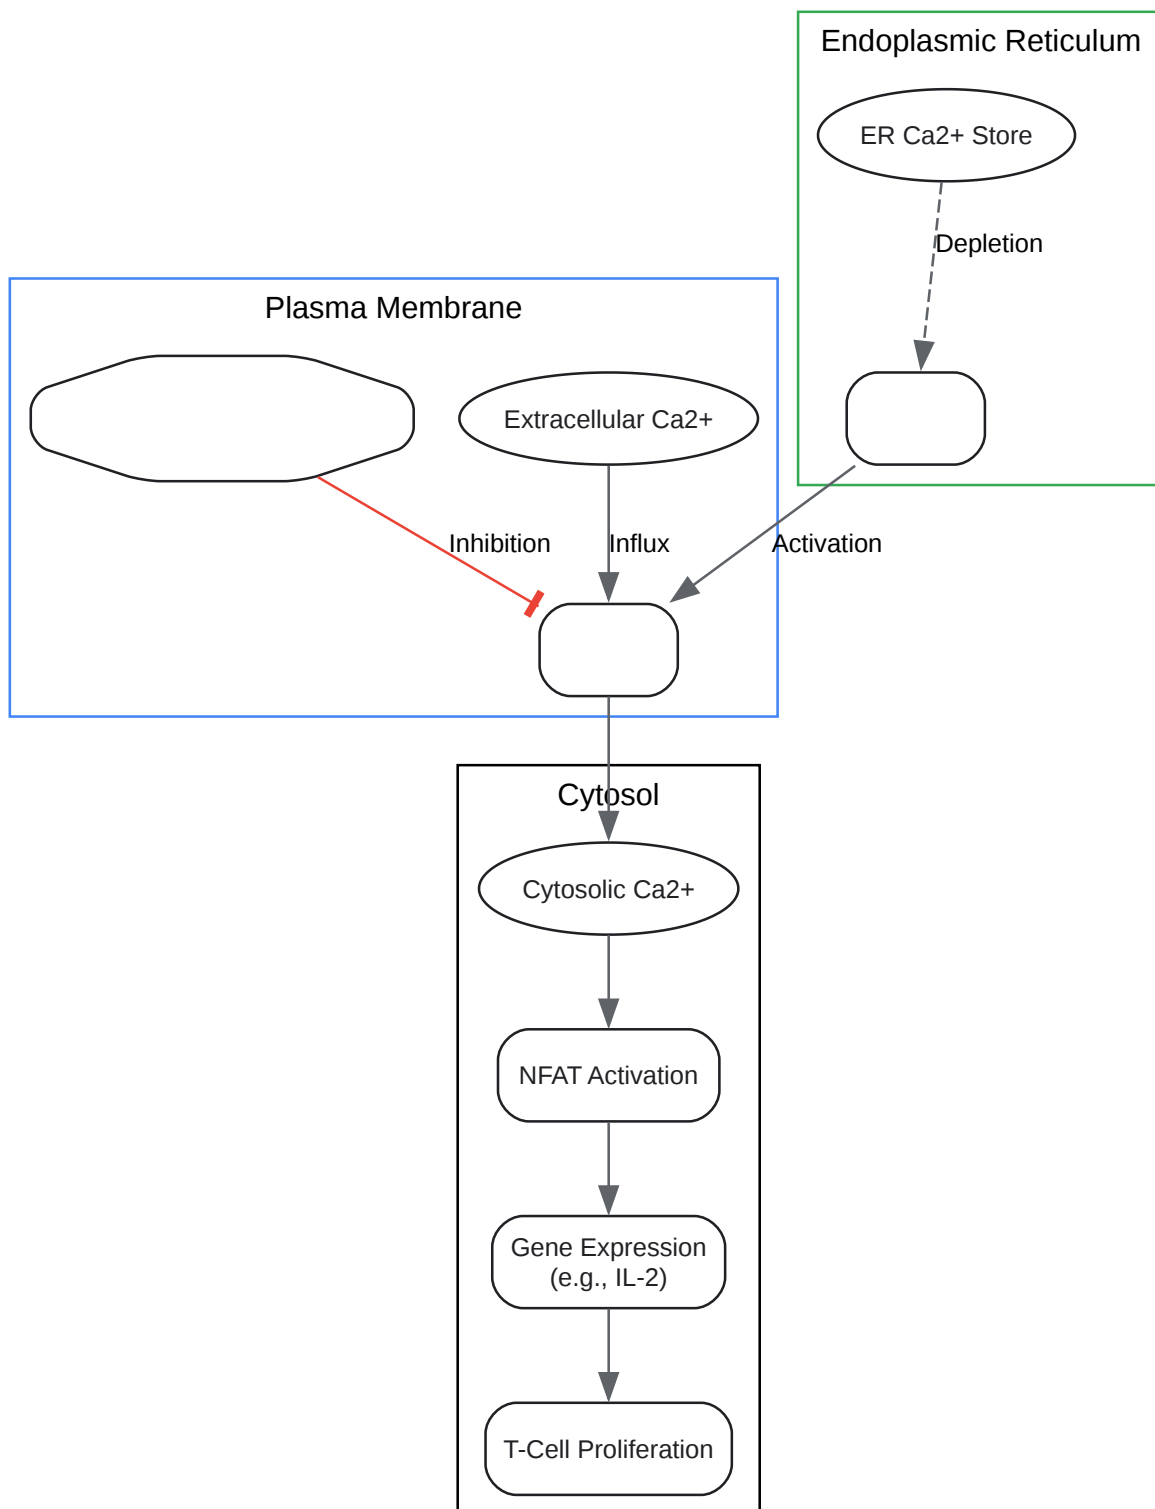 Endoplasmic Reticulum
ER Ca2+ Store
Depletion
Plasma Membrane
Extracellular Ca2+
Inhibition
Influx
Activation
Cytosol
Cytosolic Ca2+
NFAT Activation
Gene Expression
(e.g., IL-2)
T-Cell Proliferation